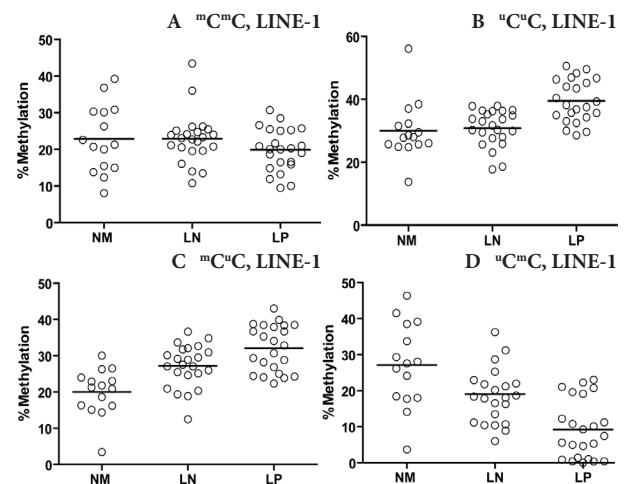 A ᵐCᵐC, LINE-1
%Methylation
50
40
30
20
10
0
NM LN LP
B ᵘCᵘC, LINE-1
%Methylation
60
40
20
0
NM LN LP
C ᵐCᵘC, LINE-1
%Methylation
50
40
30
20
10
0
NM LN LP
D ᵘCᵐC, LINE-1
%Methylation
50
40
30
20
10
0
NM LN LP